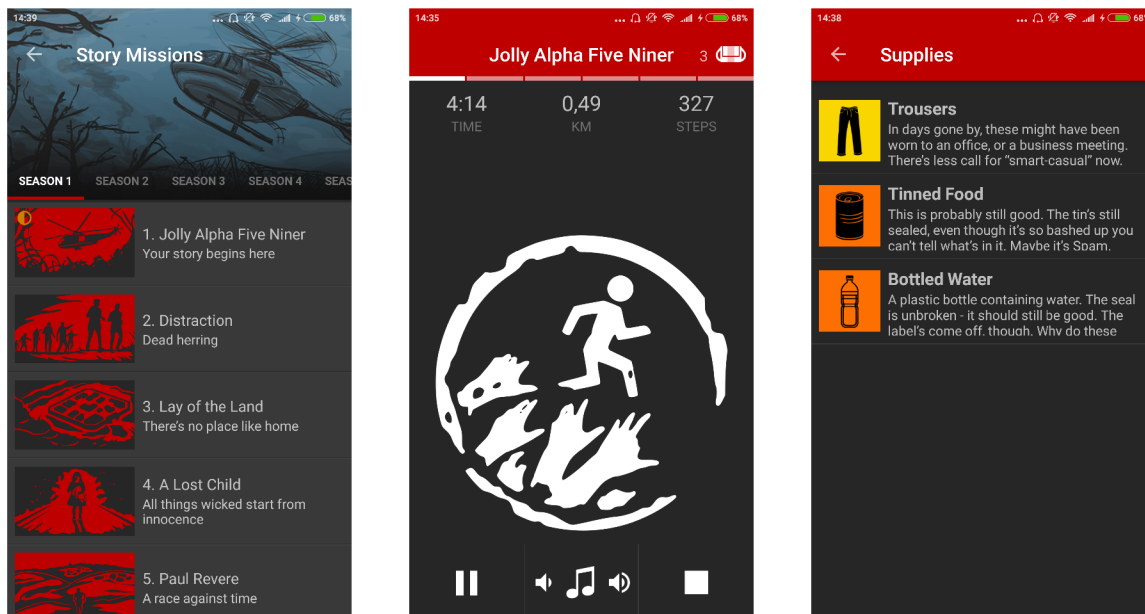 14:39
... 68%
Story Missions
SEASON 1 SEASON 2 SEASON 3 SEASON 4 SEAS
1. Jolly Alpha Five Niner
Your story begins here
2. Distraction
Dead herring
3. Lay of the Land
There's no place like home
4. A Lost Child
All things wicked start from
innocence
5. Paul Revere
A race against time
14:35
... 68%
Jolly Alpha Five Niner 3
4:14 0,49 327
TIME KM STEPS
14:38
... 68%
Supplies
Trousers
In days gone by, these might have been
worn to an office, or a business meeting.
There's less call for "smart-casual" now.
Tinned Food
This is probably still good. The tin's still
sealed, even though it's so bashed up you
can't tell what's in it. Maybe it's Spam.
Bottled Water
A plastic bottle containing water. The seal
is unbroken - it should still be good. The
label's come off, though. Why do these